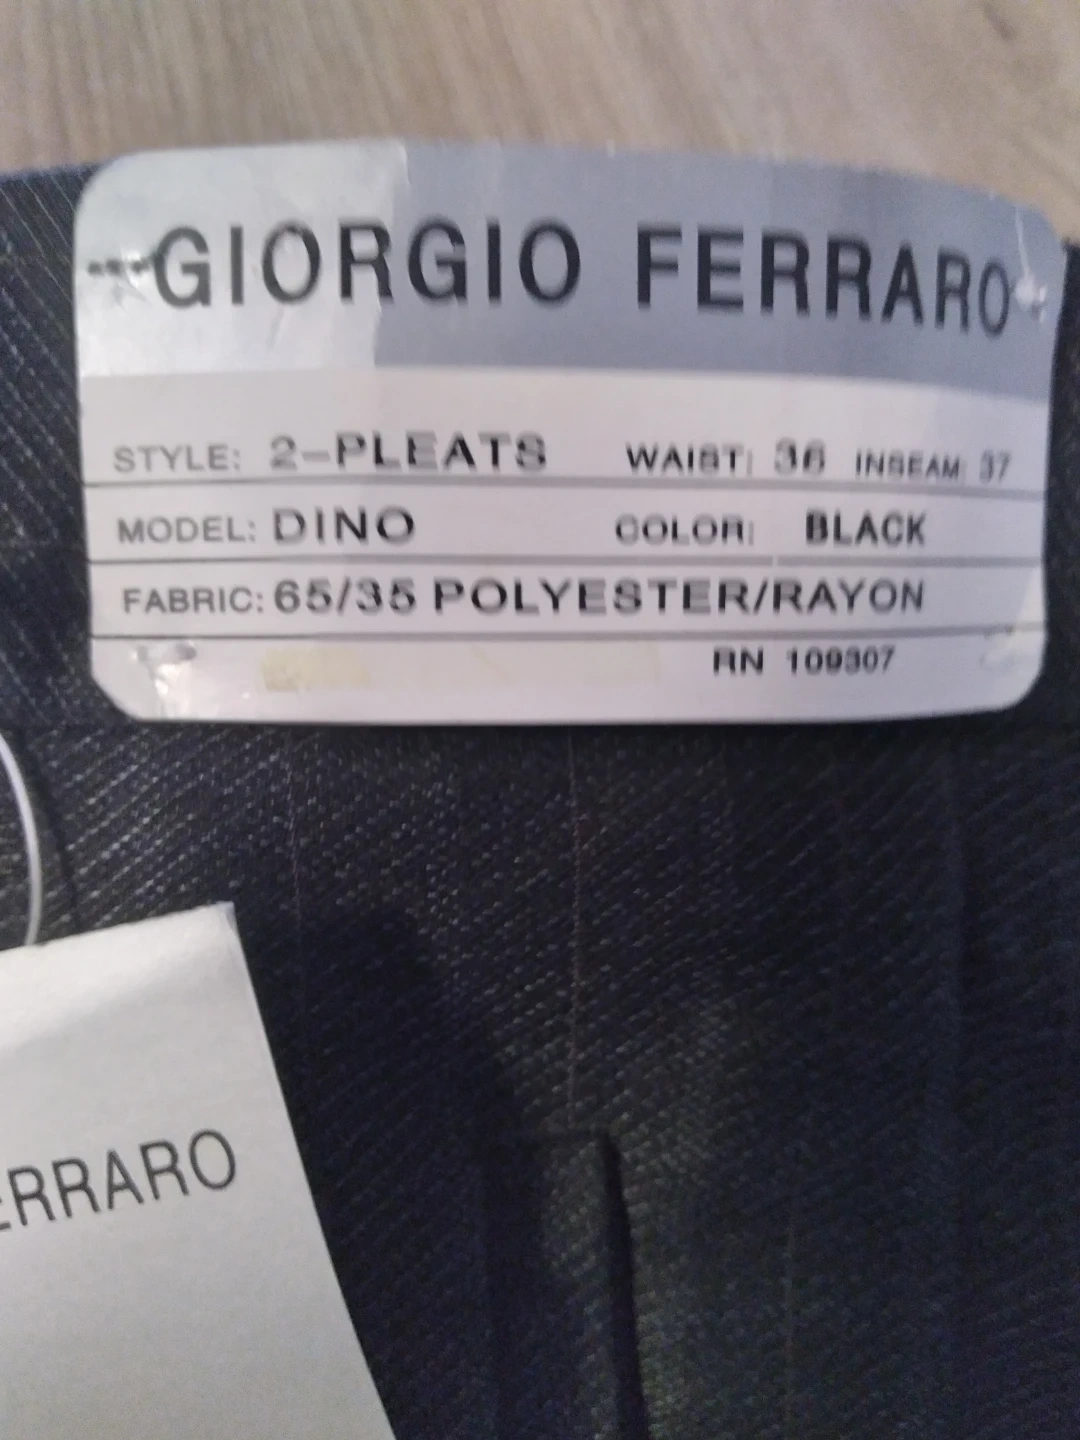 GIORGIO FERRARO
STYLE: 2-PLEATS WAIST: 36 INSEAM: 37
MODEL: DINO COLOR: BLACK
FABRIC: 65/35 POLYESTER/RAYON
RN 109307
ERRARO